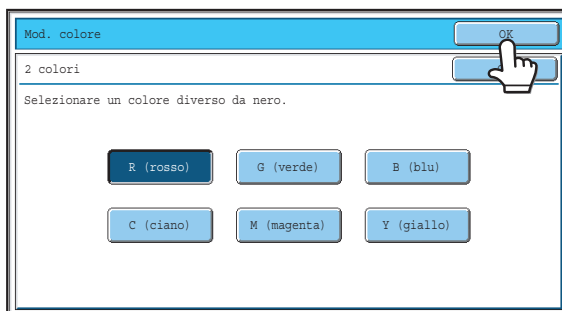 Mod. colore OK
2 colori
Selezionare un colore diverso da nero.
R (rosso) G (verde) B (blu)
C (ciano) M (magenta) Y (giallo)